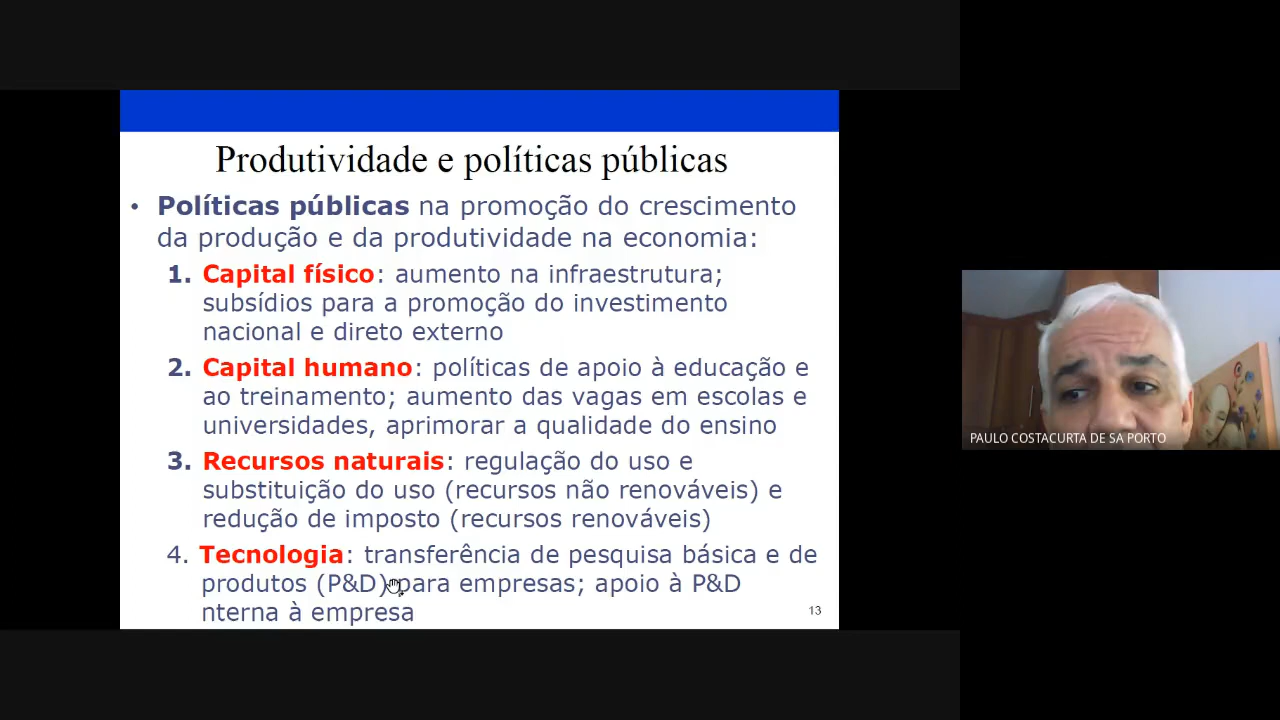 Produtividade e políticas públicas
• Políticas públicas na promoção do crescimento
da produção e da produtividade na economia:
1. Capital físico: aumento na infraestrutura;
subsídios para a promoção do investimento
nacional e direto externo
2. Capital humano: políticas de apoio à educação e
ao treinamento; aumento das vagas em escolas e
universidades, aprimorar a qualidade do ensino
3. Recursos naturais: regulação do uso e
substituição do uso (recursos não renováveis) e
redução de imposto (recursos renováveis)
4. Tecnologia: transferência de pesquisa básica e de
produtos (P&D) para empresas; apoio à P&D
nterna à empresa
13
PAULO COSTACURTA DE SA PORTO